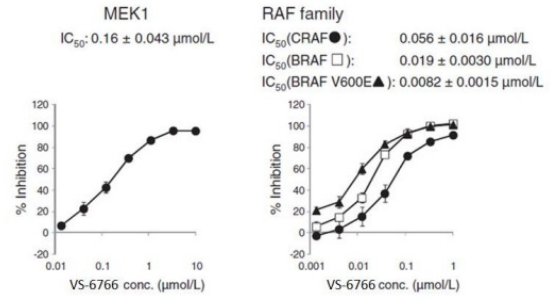 MEK1
IC50: 0.16 ± 0.043 μmol/L
RAF family
IC50(CRAF●): 0.056 ± 0.016 μmol/L
IC50(BRAF □): 0.019 ± 0.0030 μmol/L
IC50(BRAF V600E▲): 0.0082 ± 0.0015 μmol/L
% Inhibition
120
100
80
60
40
20
0
-20
0.01
0.1
1
10
VS-6766 conc. (μmol/L)
% Inhibition
120
100
80
60
40
20
0
-20
0.001
0.01
0.1
1
VS-6766 conc. (μmol/L)